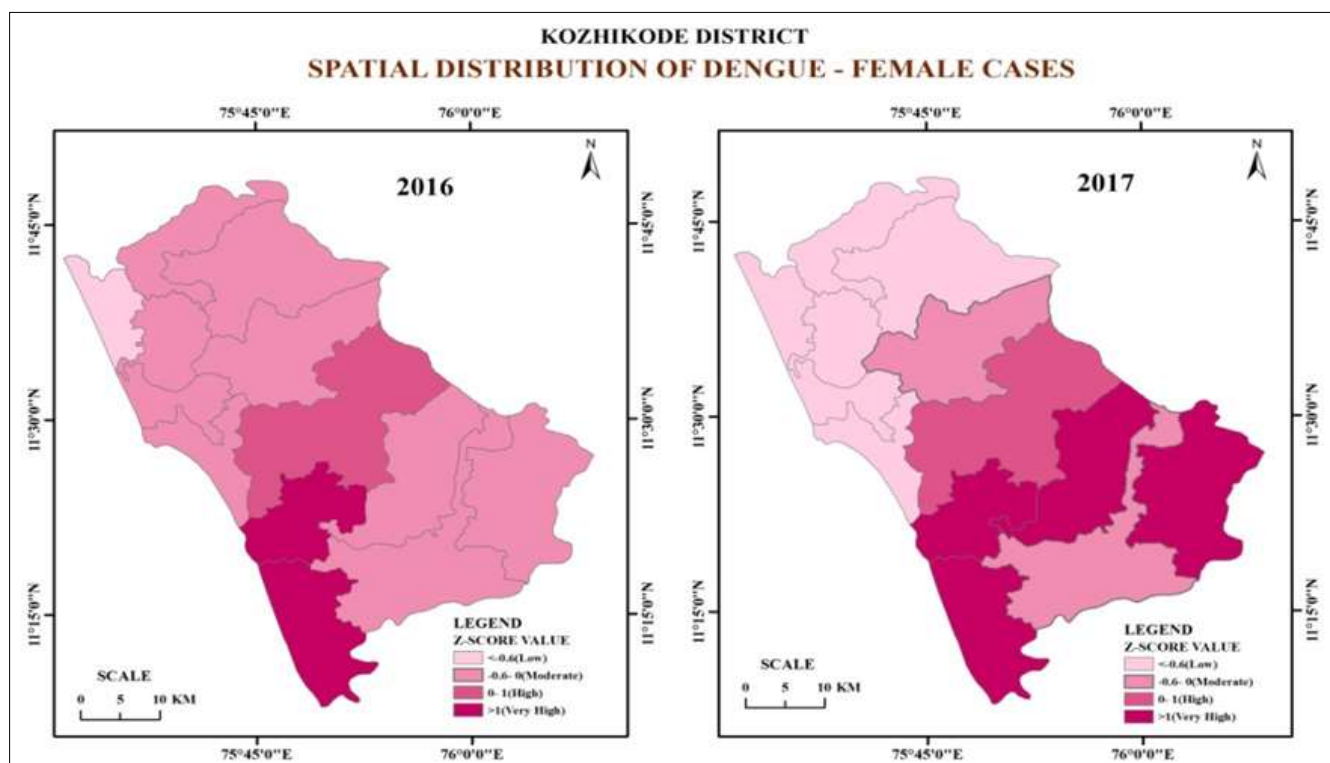 KOZHIKODE DISTRICT
SPATIAL DISTRIBUTION OF DENGUE - FEMALE CASES
75°45'0"E 76°0'0"E
N
2016
11°45'0"N
11°30'0"N
11°15'0"N
11°45'0"N
11°30'0"N
11°15'0"N
SCALE
0 5 10 KM
LEGEND
Z-SCORE VALUE
<-0.6(Low)
-0.6- 0(Moderate)
0- 1(High)
>1(Very High)
75°45'0"E 76°0'0"E
75°45'0"E 76°0'0"E
N
2017
11°45'0"N
11°30'0"N
11°15'0"N
11°45'0"N
11°30'0"N
11°15'0"N
SCALE
0 5 10 KM
LEGEND
Z-SCORE VALUE
<-0.6(Low)
-0.6- 0(Moderate)
0- 1(High)
>1(Very High)
75°45'0"E 76°0'0"E